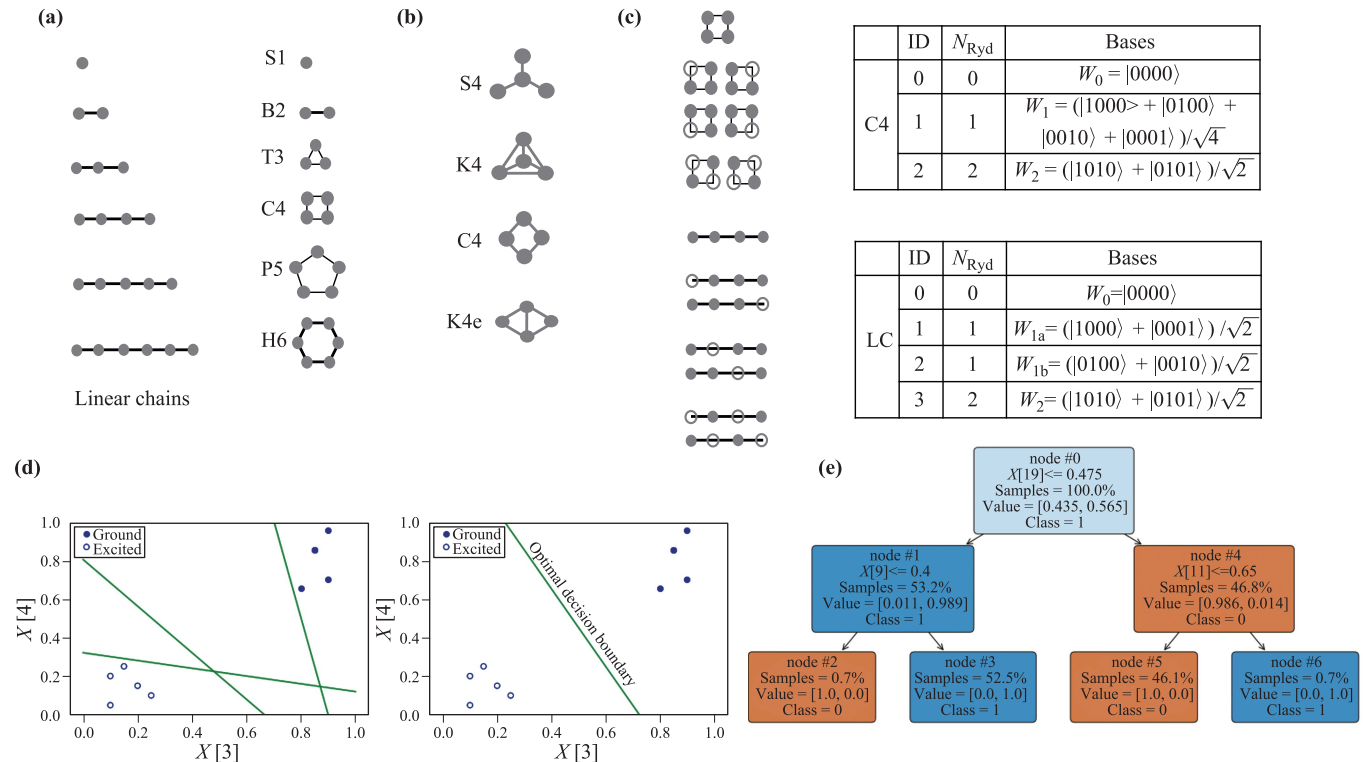 (a)
S1
B2
T3
C4
P5
H6
Linear chains
(b)
S4
K4
C4
K4e
(c)
ID N_Ryd Bases
C4
0 0 W_0 = |0000⟩
1 1 W_1 = (|1000> + |0100⟩ +
|0010⟩ + |0001⟩ )/√4
2 2 W_2 = (|1010⟩ + |0101⟩ )/√2
ID N_Ryd Bases
LC
0 0 W_0=|0000⟩
1 1 W_1a= (|1000⟩ + |0001⟩ ) /√2
2 1 W_1b= (|0100⟩ + |0010⟩ )/√2
3 2 W_2= (|1010⟩ + |0101⟩ )/√2
(d)
Ground
Excited
1.0
0.8
0.6
0.4
0.2
0.0
X [4]
0.0 0.2 0.4 0.6 0.8 1.0
X [3]
Ground
Excited
Optimal decision boundary
1.0
0.8
0.6
0.4
0.2
0.0
X [4]
0.0 0.2 0.4 0.6 0.8 1.0
X [3]
(e)
node #0
X[19]<= 0.475
Samples = 100.0%
Value = [0.435, 0.565]
Class = 1
node #1
X[9]<= 0.4
Samples = 53.2%
Value = [0.011, 0.989]
Class = 1
node #4
X[11]<=0.65
Samples = 46.8%
Value = [0.986, 0.014]
Class = 0
node #2
Samples = 0.7%
Value = [1.0, 0.0]
Class = 0
node #3
Samples = 52.5%
Value = [0.0, 1.0]
Class = 1
node #5
Samples = 46.1%
Value = [1.0, 0.0]
Class = 0
node #6
Samples = 0.7%
Value = [0.0, 1.0]
Class = 1